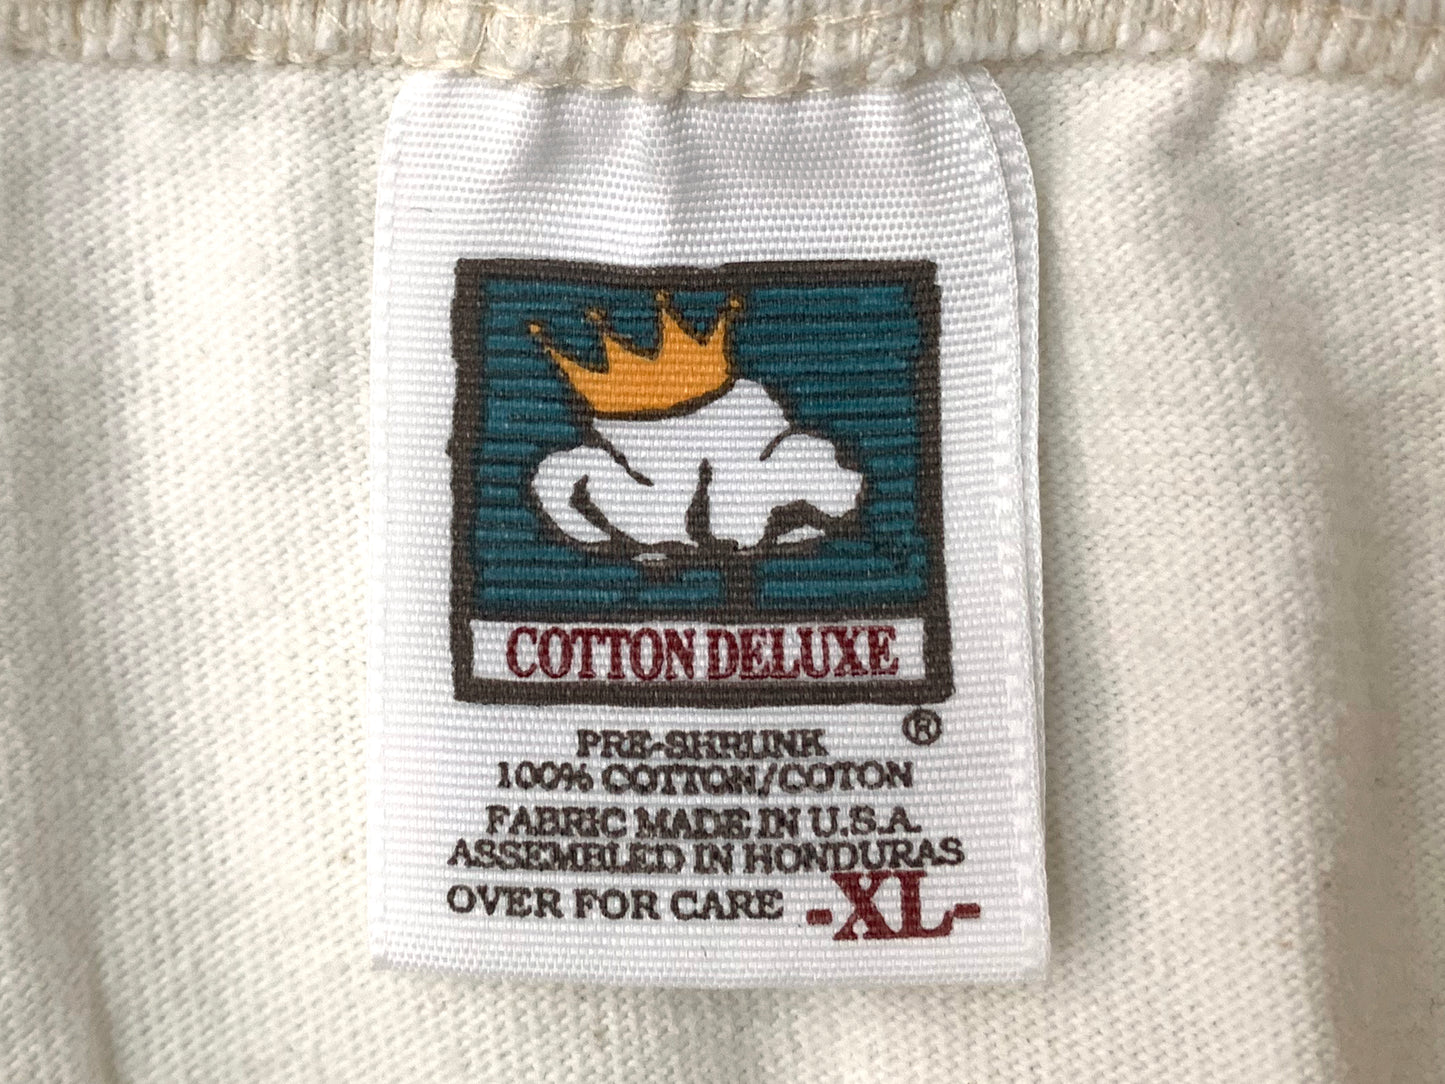 COTTON DELUXE
®
PRE-SHRUNK
100% COTTON/COTON
FABRIC MADE IN U.S.A.
ASSEMBLED IN HONDURAS
OVER FOR CARE -XL-